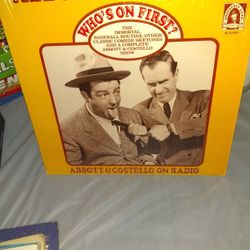 WHO'S ON FIRST?
THE
IMMORTAL
BASEBALL ROUTINE, OTHER
CLASSIC COMEDY SKETCHES
AND A COMPLETE
ABBOTT & COSTELLO
SHOW
ABBOTT & COSTELLO ON RADIO